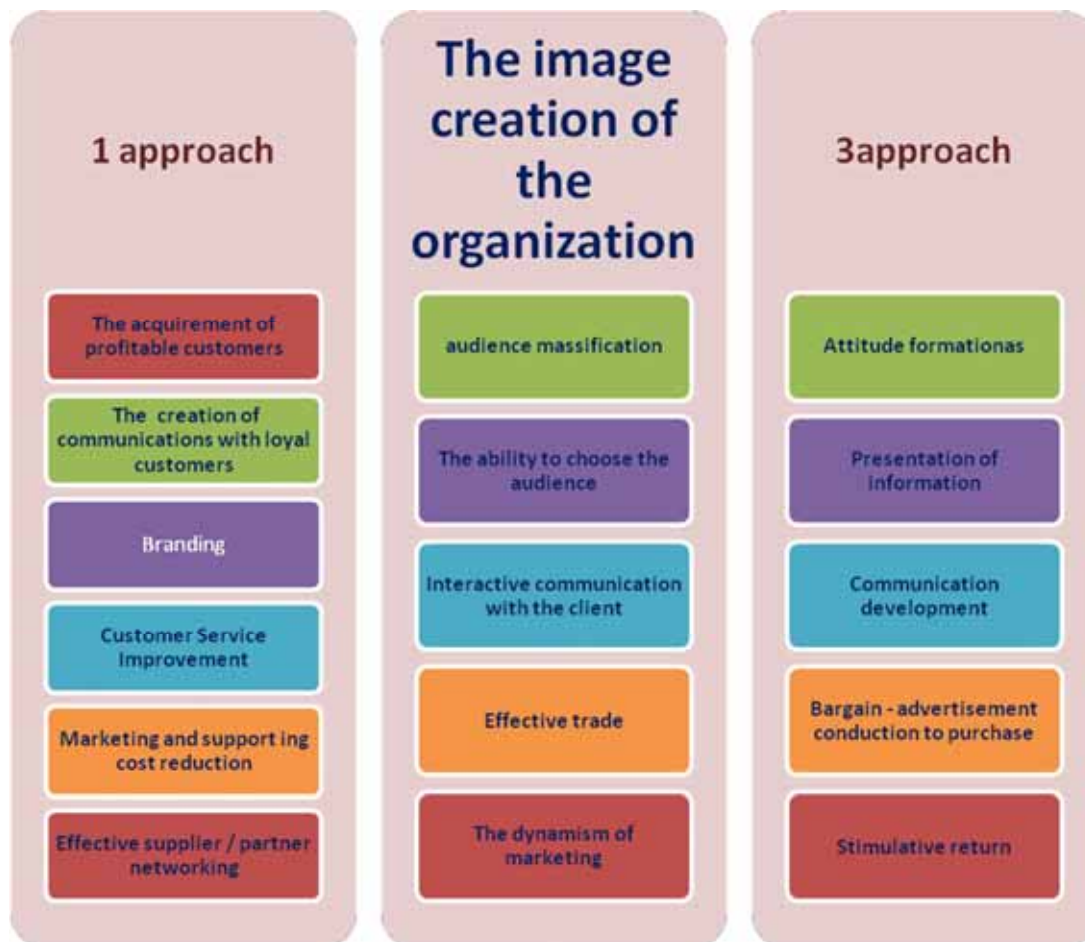 1 approach
The acquirement of
profitable customers
The creation of
communications with loyal
customers
Branding
Customer Service
Improvement
Marketing and support ing
cost reduction
Effective supplier / partner
networking
The image
creation of
the
organization
audience massification
The ability to choose the
audience
Interactive communication
with the client
Effective trade
The dynamism of
marketing
3approach
Attitude formationas
Presentation of
information
Communication
development
Bargain - advertisement
conduction to purchase
Stimulative return